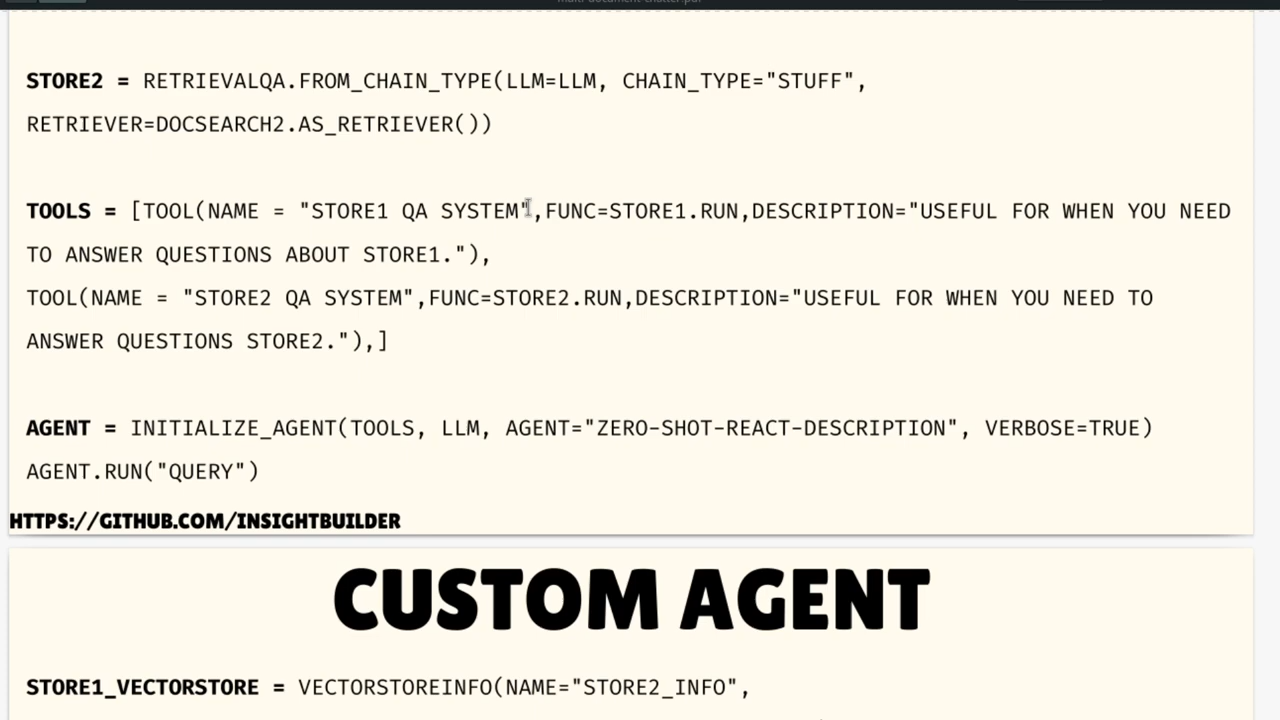 STORE2 = RETRIEVALQA.FROM_CHAIN_TYPE(LLM=LLM, CHAIN_TYPE="STUFF",
RETRIEVER=DOCSEARCH2.AS_RETRIEVER())
TOOLS = [TOOL(NAME = "STORE1 QA SYSTEM",FUNC=STORE1.RUN,DESCRIPTION="USEFUL FOR WHEN YOU NEED
TO ANSWER QUESTIONS ABOUT STORE1."),
TOOL(NAME = "STORE2 QA SYSTEM",FUNC=STORE2.RUN,DESCRIPTION="USEFUL FOR WHEN YOU NEED TO
ANSWER QUESTIONS STORE2."),]
AGENT = INITIALIZE_AGENT(TOOLS, LLM, AGENT="ZERO-SHOT-REACT-DESCRIPTION", VERBOSE=TRUE)
AGENT.RUN("QUERY")
HTTPS://GITHUB.COM/INSIGHTBUILDER
CUSTOM AGENT
STORE1_VECTORSTORE = VECTORSTOREINFO(NAME="STORE2_INFO",